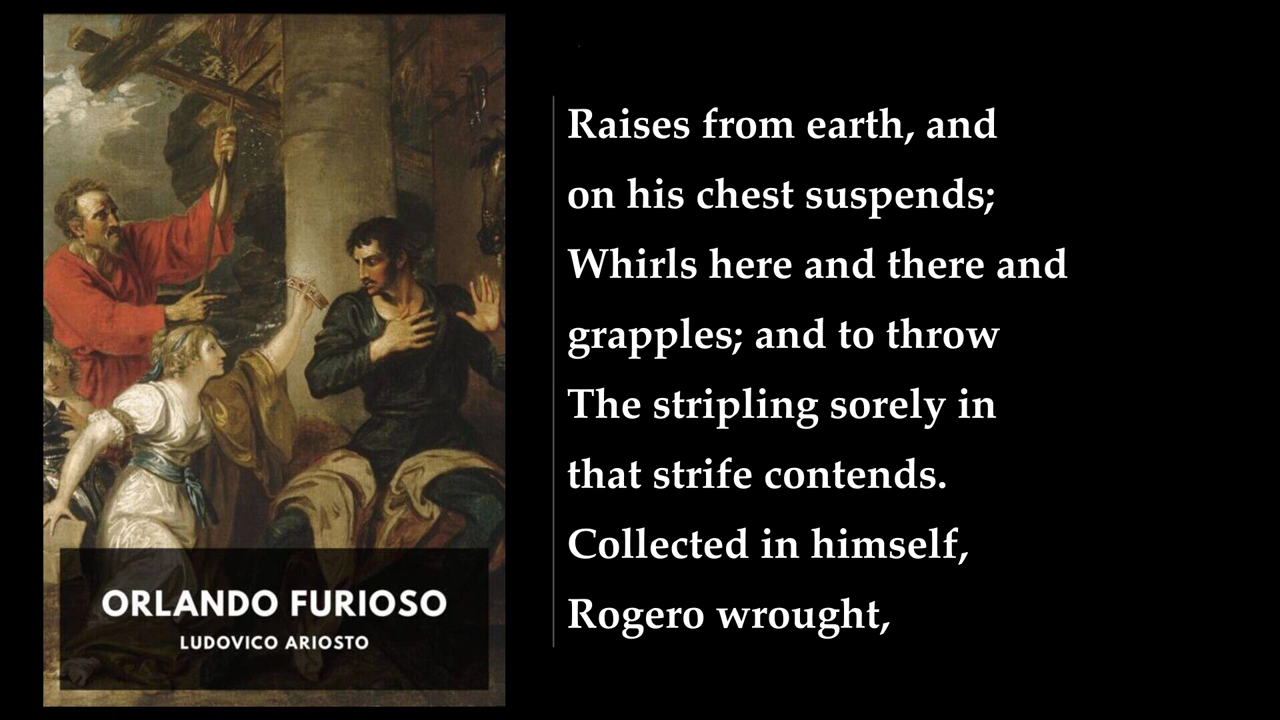 ORLANDO FURIOSO
LUDOVICO ARIOSTO
Raises from earth, and
on his chest suspends;
Whirls here and there and
grapples; and to throw
The stripling sorely in
that strife contends.
Collected in himself,
Rogero wrought,